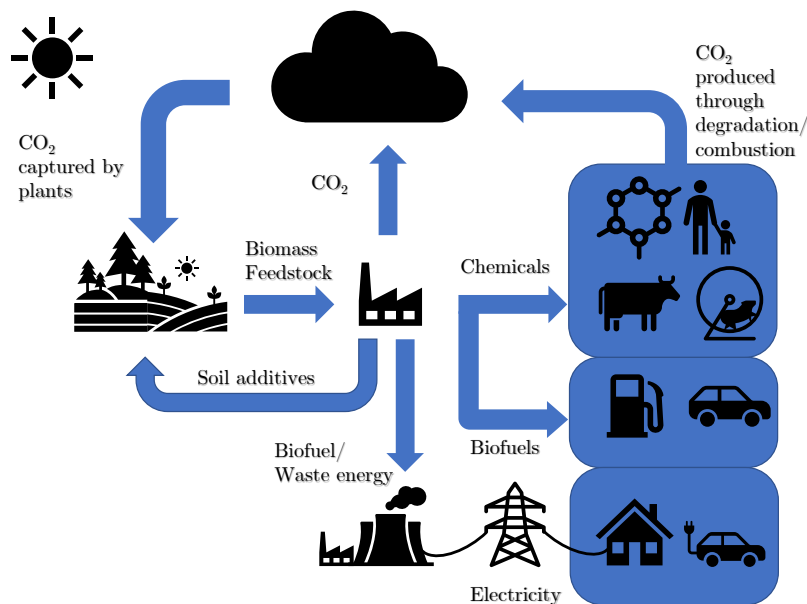 CO₂
produced
through
degradation/
combustion
CO₂
captured by
plants
CO₂
Biomass
Feedstock
Chemicals
Soil additives
Biofuel/
Waste energy
Biofuels
Electricity